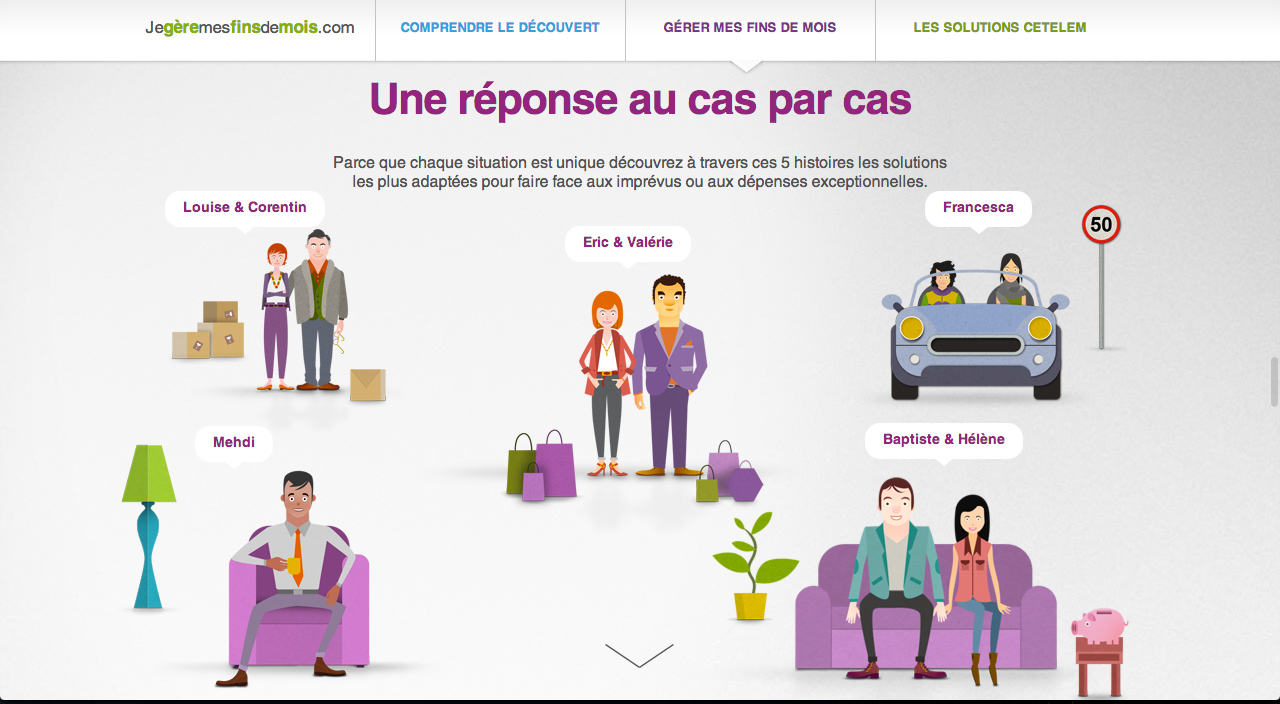 Jegèremesfinsdemois.com
COMPRENDRE LE DÉCOUVERT
GÉRER MES FINS DE MOIS
LES SOLUTIONS CETELEM
Une réponse au cas par cas
Parce que chaque situation est unique découvrez à travers ces 5 histoires les solutions
les plus adaptées pour faire face aux imprévus ou aux dépenses exceptionnelles.
Louise & Corentin
Eric & Valérie
Francesca
50
Mehdi
Baptiste & Hélène